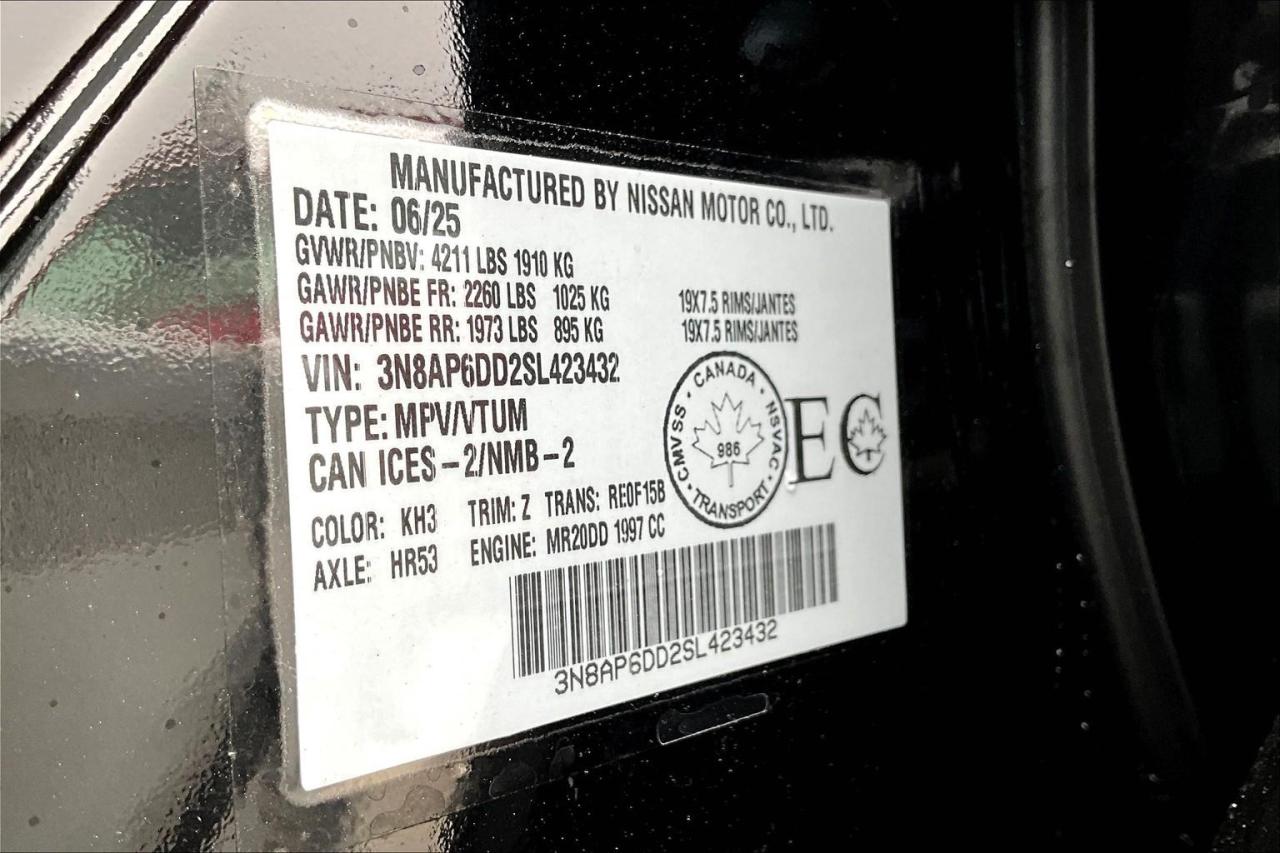 MANUFACTURED BY NISSAN MOTOR CO., LTD.
DATE: 06/25
GVWR/PNBV: 4211 LBS 1910 KG
GAWR/PNBE FR: 2260 LBS 1025 KG 19X7.5 RIMS/JANTES
GAWR/PNBE RR: 1973 LBS 895 KG 19X7.5 RIMS/JANTES
VIN: 3N8AP6DD2SL423432
TYPE: MPV/VTUM
CAN ICES-2/NMB-2
CANADA · NSVAC · TRANSPORT · CMVSS
986
EC
COLOR: KH3 TRIM: Z TRANS: RE0F15B
AXLE: HR53 ENGINE: MR20DD 1997 CC
3N8AP6DD2SL423432